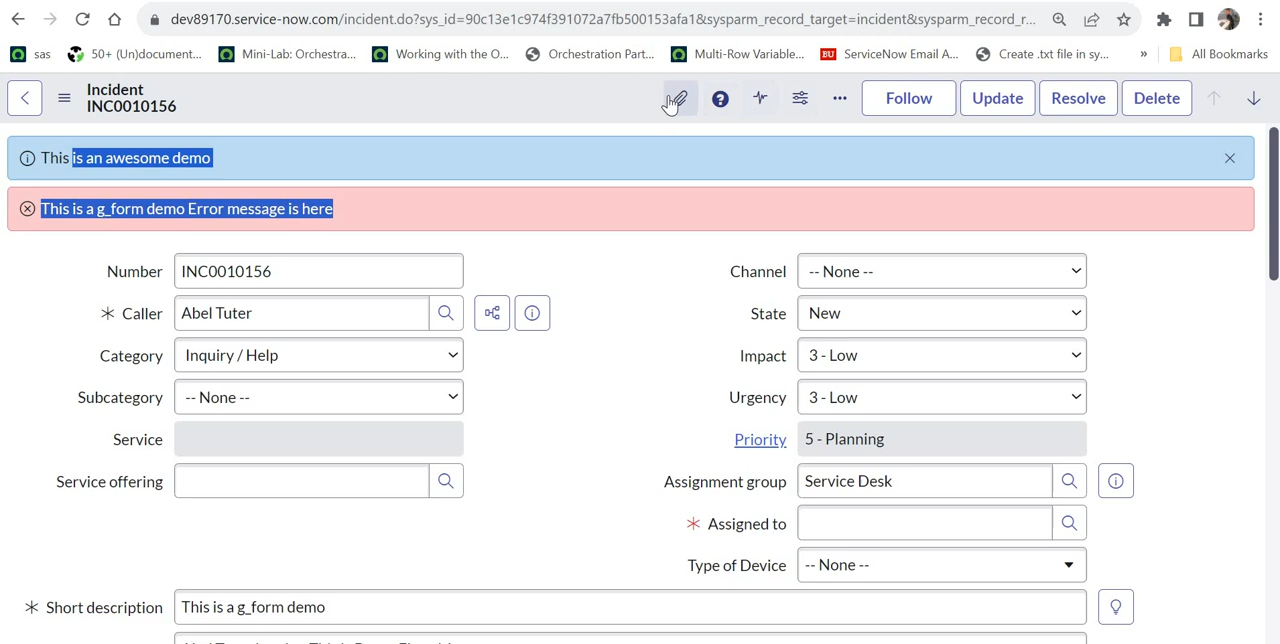 dev89170.service-now.com/incident.do?sys_id=90c13e1c974f391072a7fb500153afa1&sysparm_record_target=incident&sysparm_record_r...
sas
50+ (Un)document...
Mini-Lab: Orchestra...
Working with the O...
Orchestration Part...
Multi-Row Variable...
BU ServiceNow Email A...
Create .txt file in sy...
»
All Bookmarks
Incident
INC0010156
Follow
Update
Resolve
Delete
This is an awesome demo
This is a g_form demo Error message is here
Number INC0010156
Channel -- None --
Caller Abel Tuter
State New
Category Inquiry / Help
Impact 3 - Low
Subcategory -- None --
Urgency 3 - Low
Service
Priority 5 - Planning
Service offering
Assignment group Service Desk
Assigned to
Type of Device -- None --
Short description This is a g_form demo